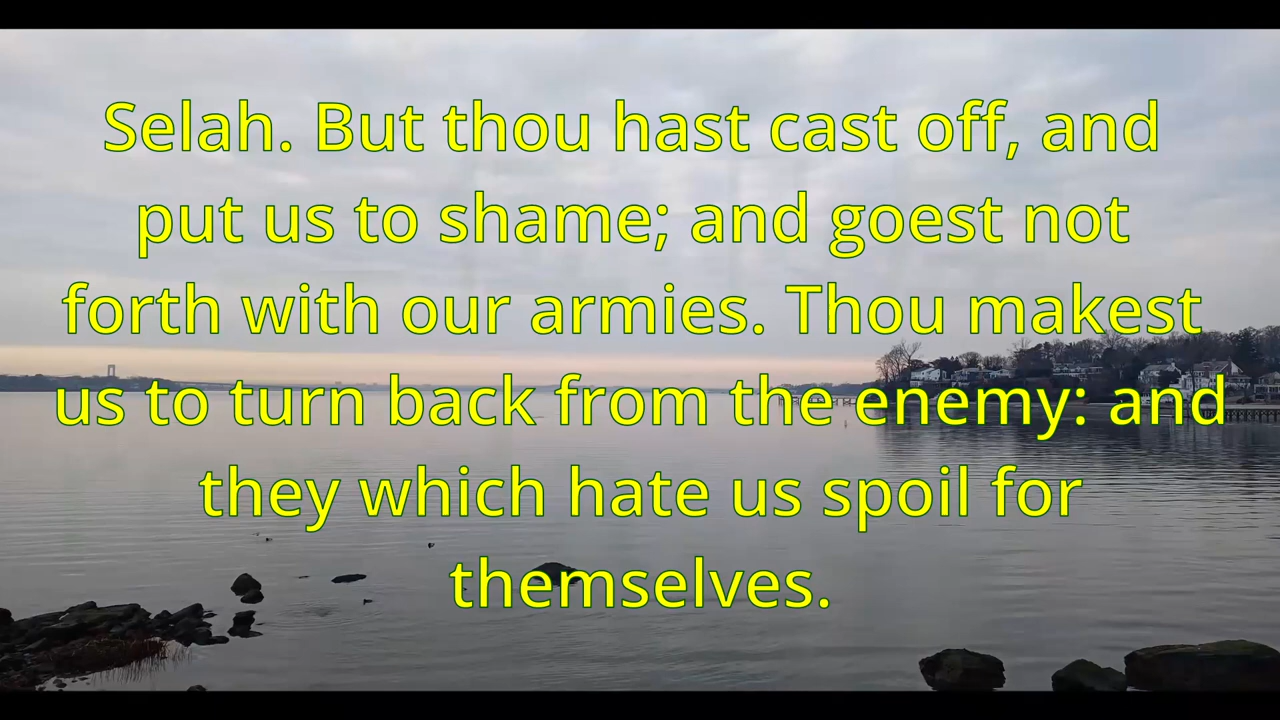 Selah. But thou hast cast off, and
put us to shame; and goest not
forth with our armies. Thou makest
us to turn back from the enemy: and
they which hate us spoil for
themselves.